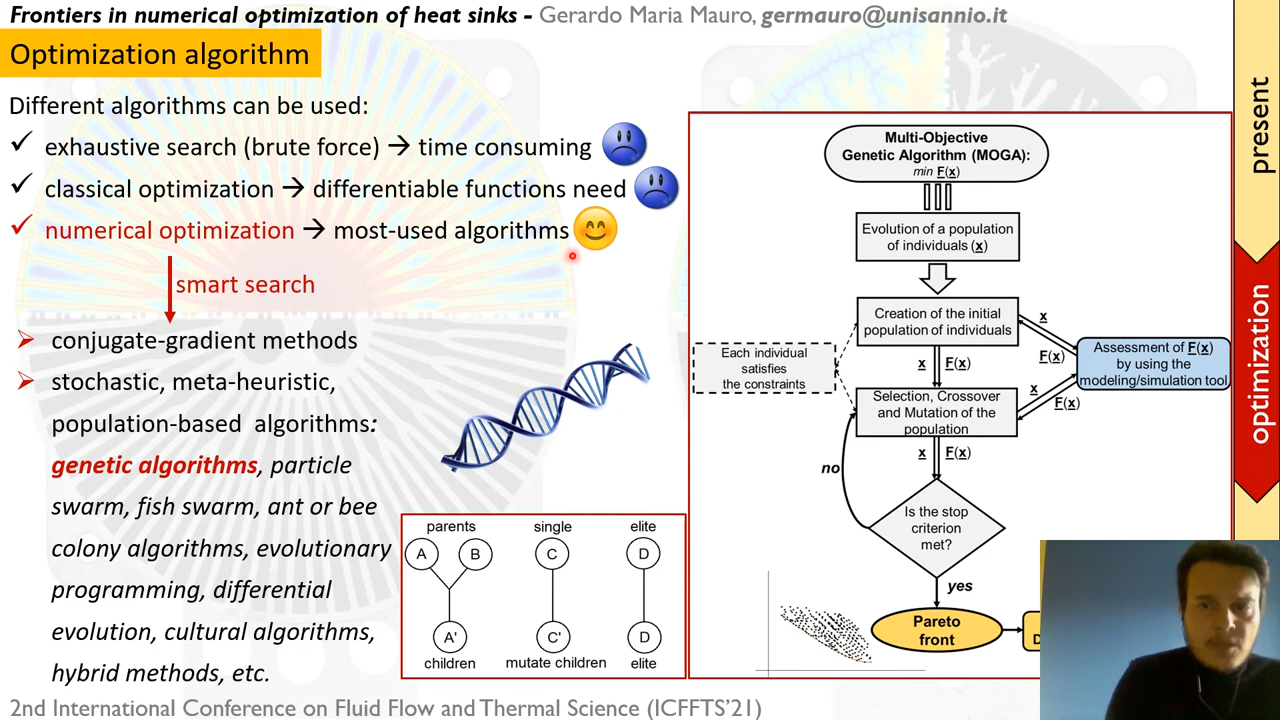 Frontiers in numerical optimization of heat sinks - Gerardo Maria Mauro, germauro@unisannio.it
Optimization algorithm
Different algorithms can be used:
✓ exhaustive search (brute force) → time consuming
✓ classical optimization → differentiable functions need
✓ numerical optimization → most-used algorithms
smart search
➢ conjugate-gradient methods
➢ stochastic, meta-heuristic,
population-based algorithms:
genetic algorithms, particle
swarm, fish swarm, ant or bee
colony algorithms, evolutionary
programming, differential
evolution, cultural algorithms,
hybrid methods, etc.
parents single elite
A B C D
A' C' D
children mutate children elite
Multi-Objective
Genetic Algorithm (MOGA):
min F(x)
Evolution of a population
of individuals (x)
Creation of the initial
population of individuals
Each individual
satisfies
the constraints
x
F(x)
Assessment of F(x)
by using the
modeling/simulation tool
x F(x)
x
F(x)
Selection, Crossover
and Mutation of the
population
x F(x)
no
Is the stop
criterion
met?
yes
Pareto
front
D
present
optimization
2nd International Conference on Fluid Flow and Thermal Science (ICFFTS'21)